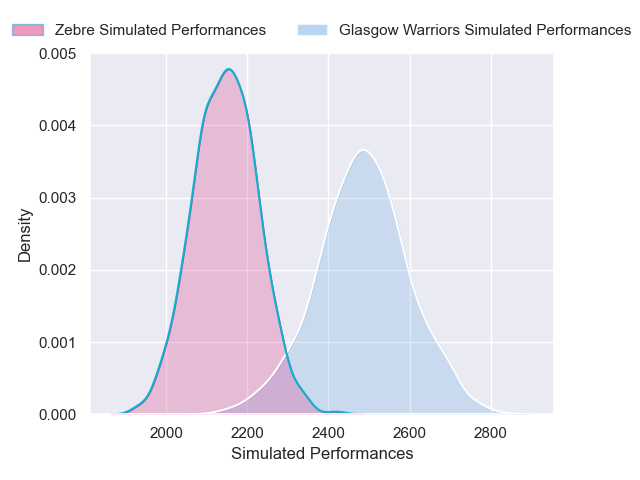 Zebre Simulated Performances
Glasgow Warriors Simulated Performances
0.005
0.004
0.003
0.002
0.001
0.000
Density
2000
2200
2400
2600
2800
Simulated Performances